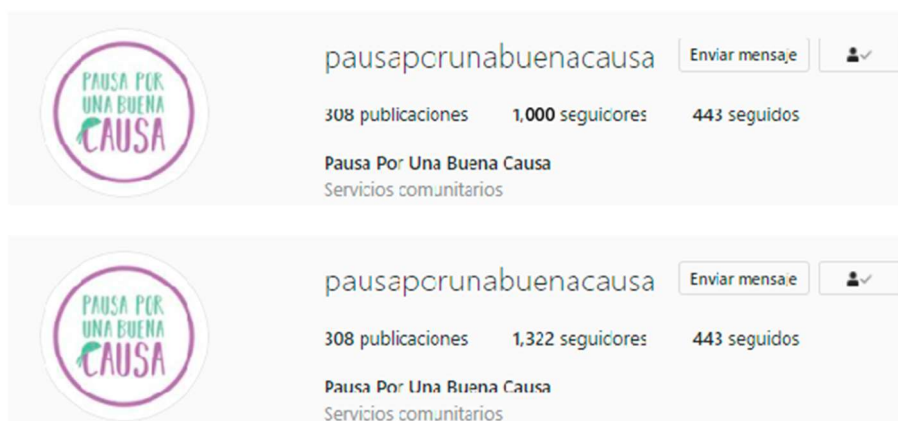 PAUSA POR
UNA BUENA
CAUSA
pausaporunabuenacausa Enviar mensaje
308 publicaciones 1,000 seguidores 443 seguidos
Pausa Por Una Buena Causa
Servicios comunitarios
PAUSA POR
UNA BUENA
CAUSA
pausaporunabuenacausa Enviar mensaje
308 publicaciones 1,322 seguidores 443 seguidos
Pausa Por Una Buena Causa
Servicios comunitarios